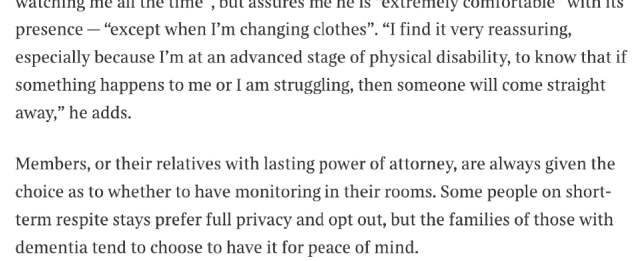 watching me all the time”, but assures me he is “extremely comfortable” with its
presence — “except when I’m changing clothes”. “I find it very reassuring,
especially because I’m at an advanced stage of physical disability, to know that if
something happens to me or I am struggling, then someone will come straight
away,” he adds.
Members, or their relatives with lasting power of attorney, are always given the
choice as to whether to have monitoring in their rooms. Some people on short-
term respite stays prefer full privacy and opt out, but the families of those with
dementia tend to choose to have it for peace of mind.